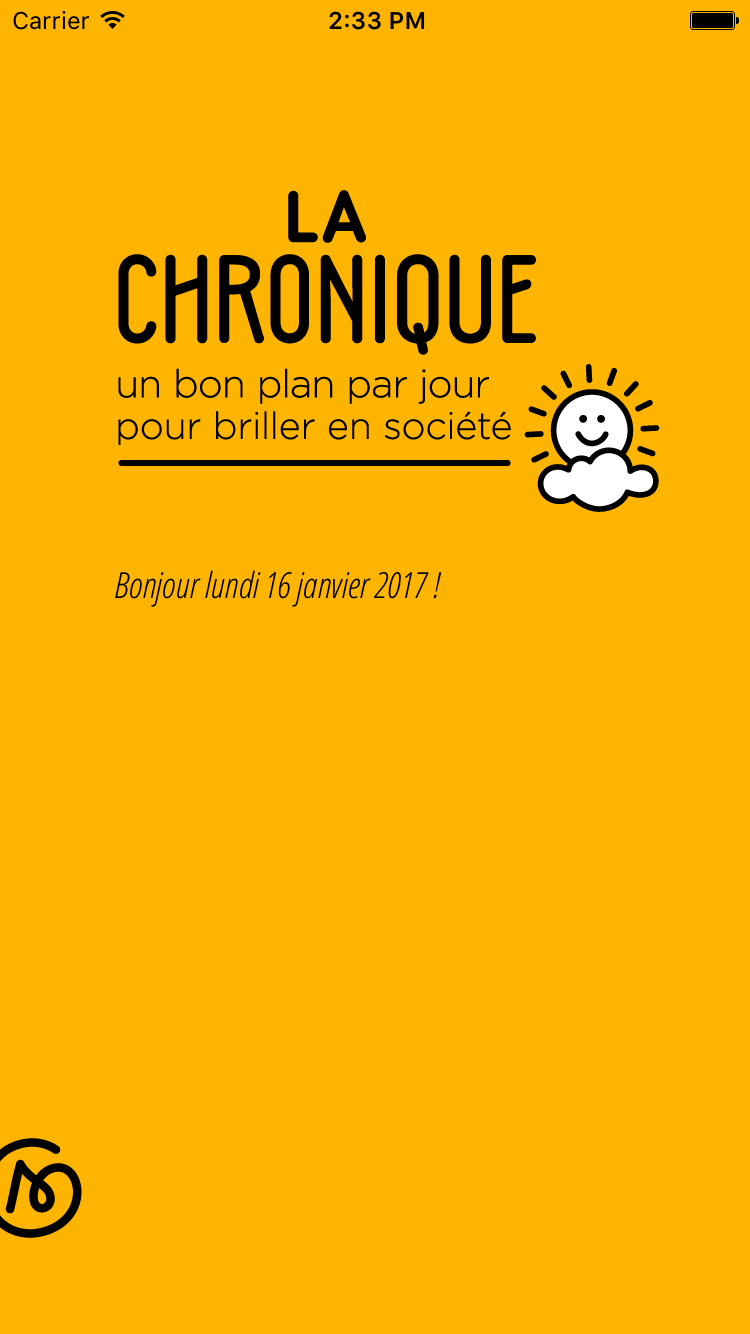 Carrier 2:33 PM
LA
CHRONIQUE
un bon plan par jour
pour briller en société
Bonjour lundi 16 janvier 2017 !